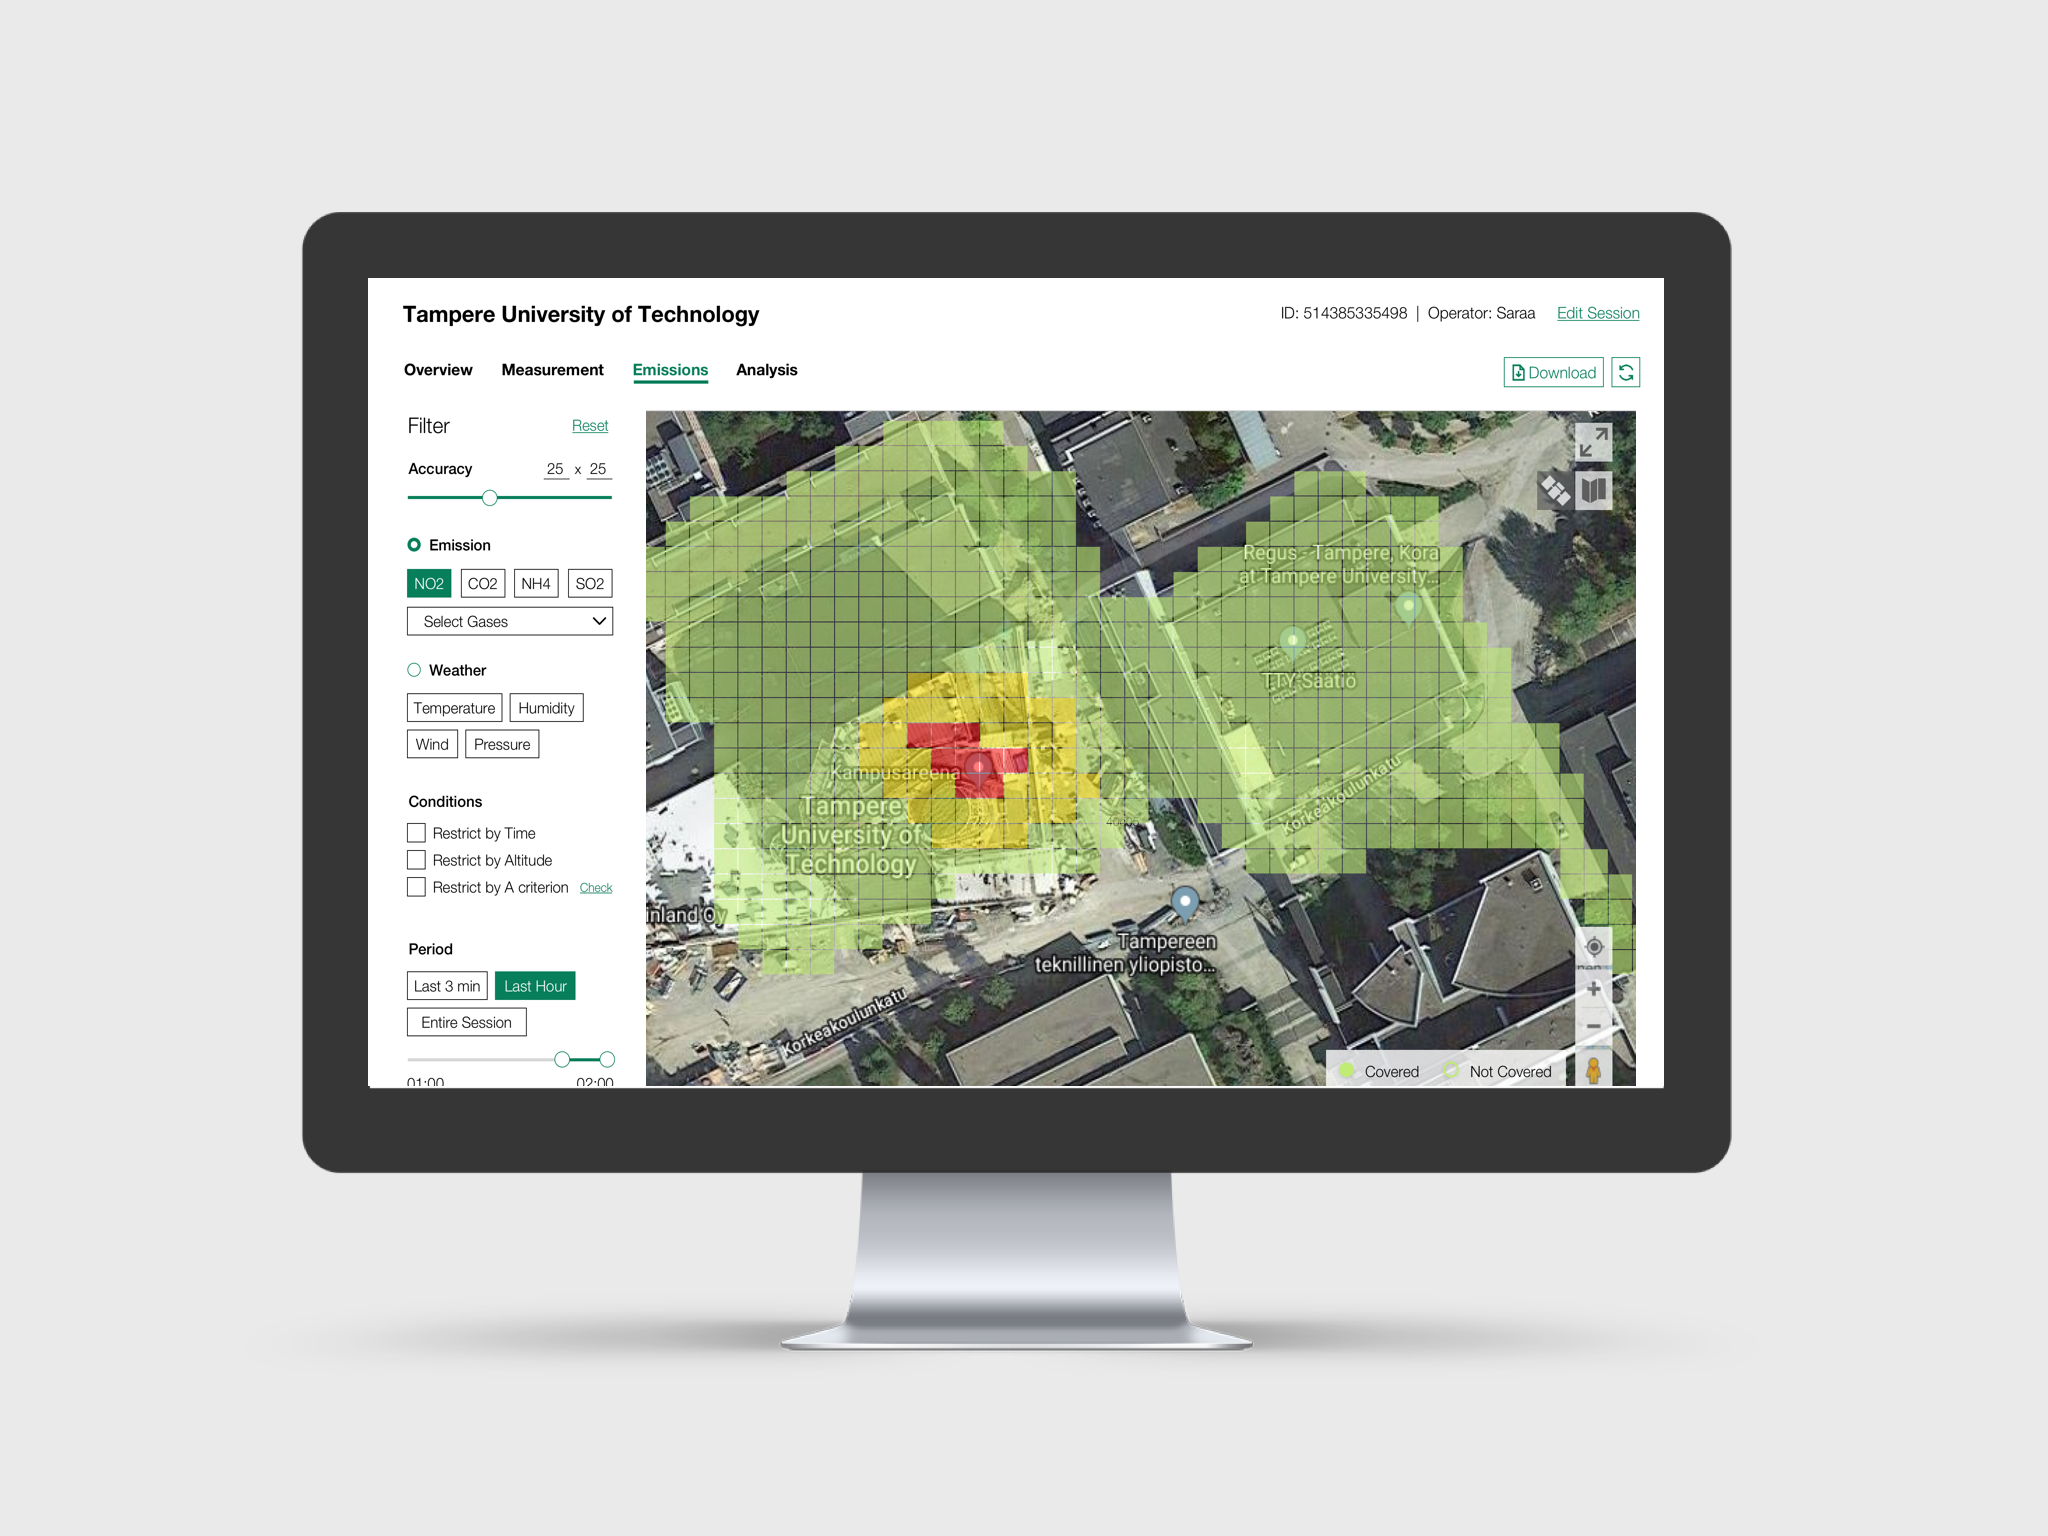 Tampere University of Technology
ID: 514385335498 | Operator: Saraa Edit Session
Overview Measurement Emissions Analysis
Download
Filter Reset
Accuracy 25 x 25
Emission
NO2 CO2 NH4 SO2
Select Gases
Weather
Temperature Humidity
Wind Pressure
Conditions
Restrict by Time
Restrict by Altitude
Restrict by A criterion Check
Period
Last 3 min Last Hour
Entire Session
01:00 02:00
Regus - Tampere, Kora
at Tampere University...
TTY-Säätiö
Kampusareena
Tampere
University of
Technology
Korkeakoulunkatu
inland Oy
Tampereen
teknillinen yliopisto...
Korkeakoulunkatu
Covered Not Covered